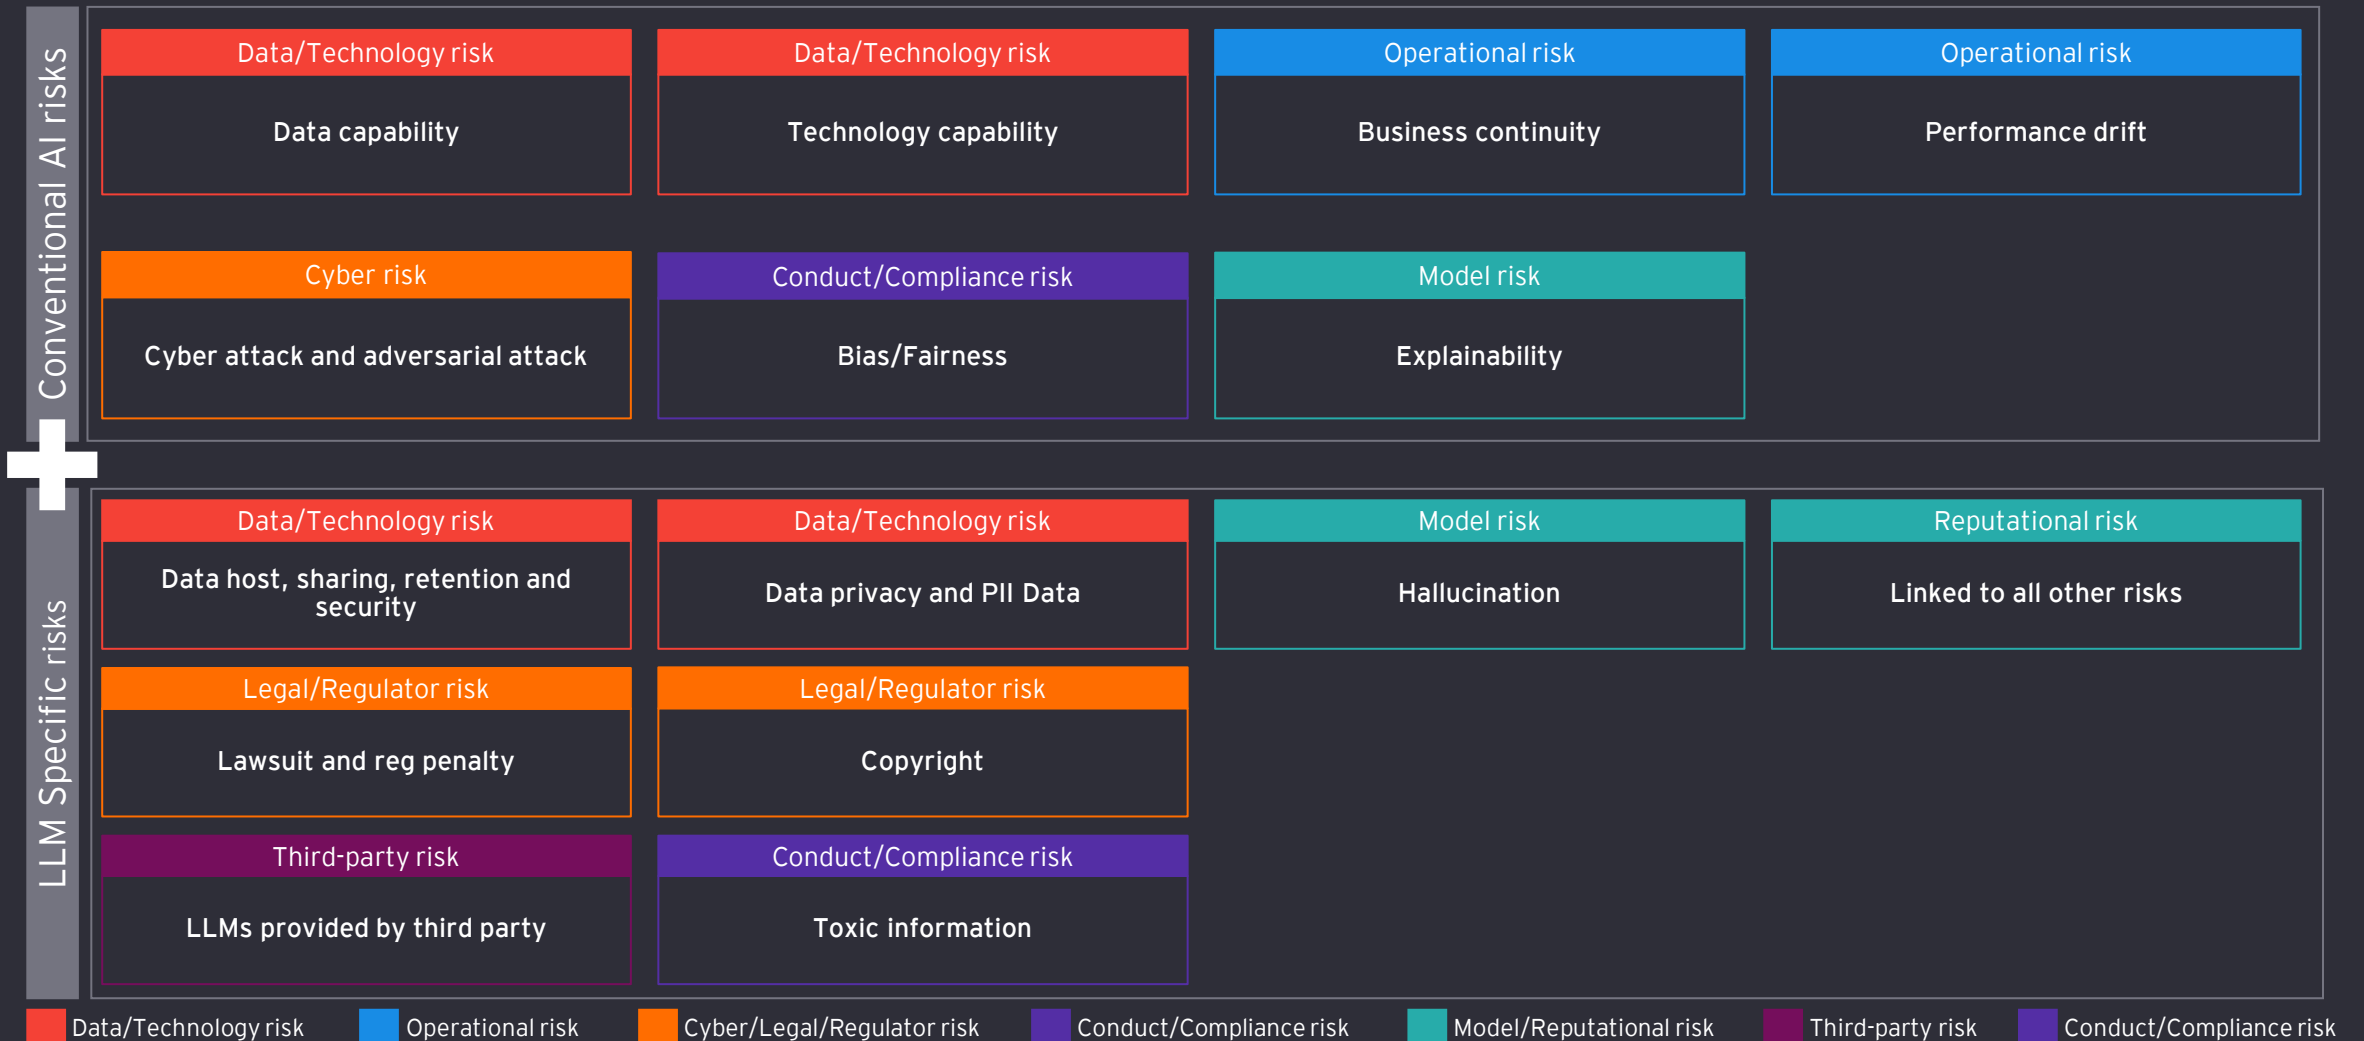 Conventional AI risks
Data/Technology risk
Data capability
Data/Technology risk
Technology capability
Operational risk
Business continuity
Operational risk
Performance drift
Cyber risk
Cyber attack and adversarial attack
Conduct/Compliance risk
Bias/Fairness
Model risk
Explainability
LLM Specific risks
Data/Technology risk
Data host, sharing, retention and
security
Data/Technology risk
Data privacy and PII Data
Model risk
Hallucination
Reputational risk
Linked to all other risks
Legal/Regulator risk
Lawsuit and reg penalty
Legal/Regulator risk
Copyright
Third-party risk
LLMs provided by third party
Conduct/Compliance risk
Toxic information
Data/Technology risk
Operational risk
Cyber/Legal/Regulator risk
Conduct/Compliance risk
Model/Reputational risk
Third-party risk
Conduct/Compliance risk